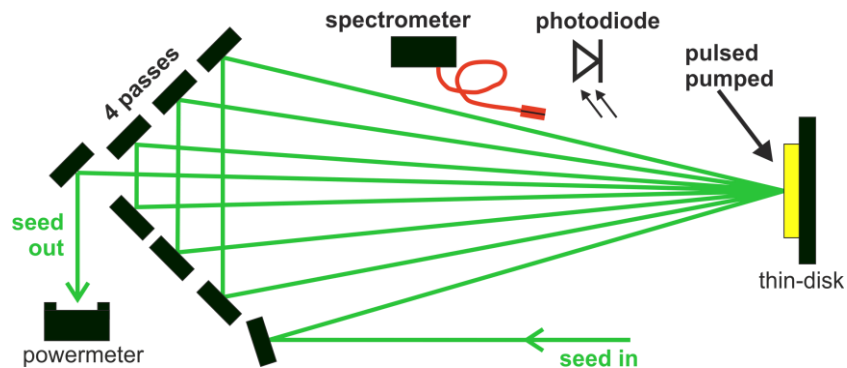 spectrometer
photodiode
pulsed
pumped
4 passes
seed
out
thin-disk
powermeter
seed in